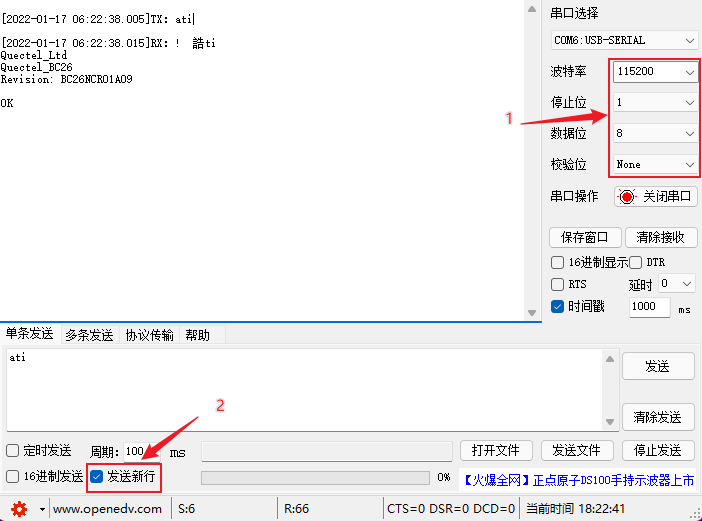 [2022-01-17 06:22:38.005]TX: ati
[2022-01-17 06:22:38.015]RX: ! 誥ti
Quectel_Ltd
Quectel_BC26
Revision: BC26NCR01A09
OK
串口选择
COM6:USB-SERIAL
波特率 115200
停止位 1
1
数据位 8
校验位 None
串口操作 关闭串口
保存窗口 清除接收
16进制显示 DTR
RTS 延时 0
时间戳 1000 ms
单条发送 多条发送 协议传输 帮助
ati
发送
清除发送
2
定时发送 周期: 100 ms 打开文件 发送文件 停止发送
16进制发送 发送新行 0% 【火爆全网】正点原子DS100手持示波器上市
www.openedv.com S:6 R:66 CTS=0 DSR=0 DCD=0 当前时间 18:22:41